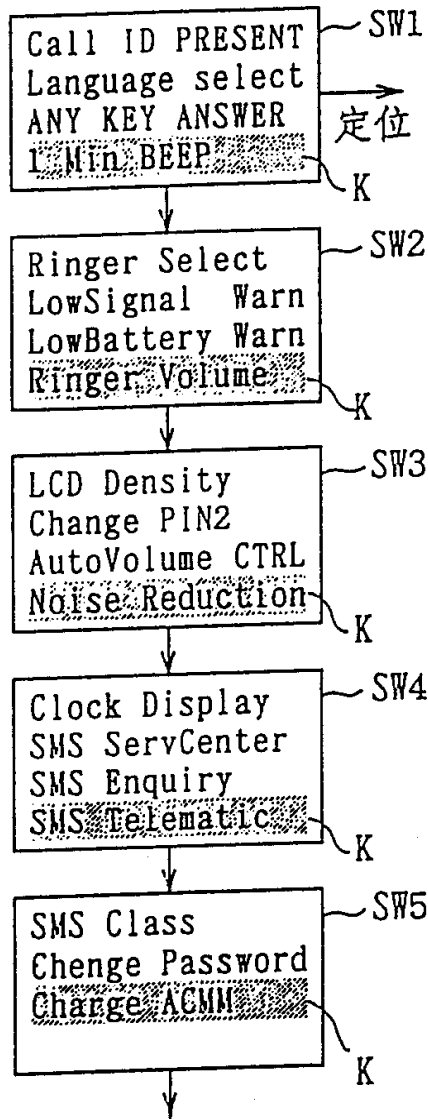 Call ID PRESENT
Language select
ANY KEY ANSWER
1 Min BEEP
SW1
定位
K
Ringer Select
LowSignal Warn
LowBattery Warn
Ringer Volume
SW2
K
LCD Density
Change PIN2
AutoVolume CTRL
Noise Reduction
SW3
K
Clock Display
SMS ServCenter
SMS Enquiry
SMS Telematic
SW4
K
SMS Class
Chenge Password
Charge ACMM
SW5
K